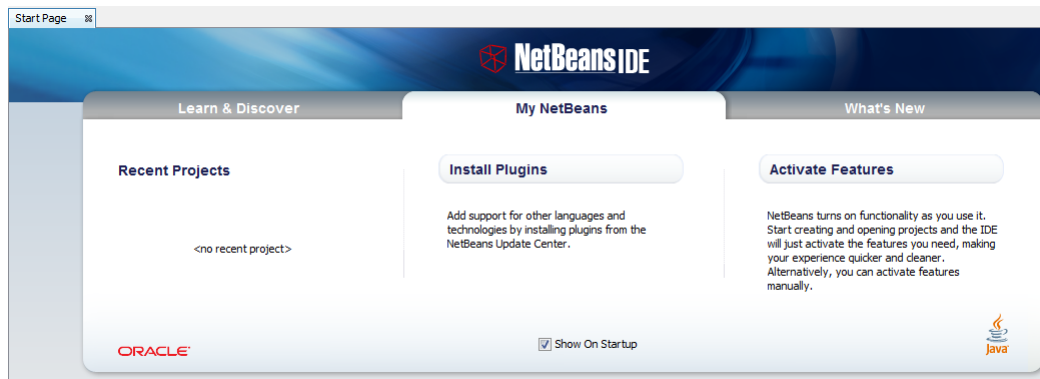 Start Page
NetBeans IDE
Learn & Discover
My NetBeans
What's New
Recent Projects
<no recent project>
Install Plugins
Add support for other languages and
technologies by installing plugins from the
NetBeans Update Center.
Activate Features
NetBeans turns on functionality as you use it.
Start creating and opening projects and the IDE
will just activate the features you need, making
your experience quicker and cleaner.
Alternatively, you can activate features
manually.
ORACLE
Show On Startup
Java